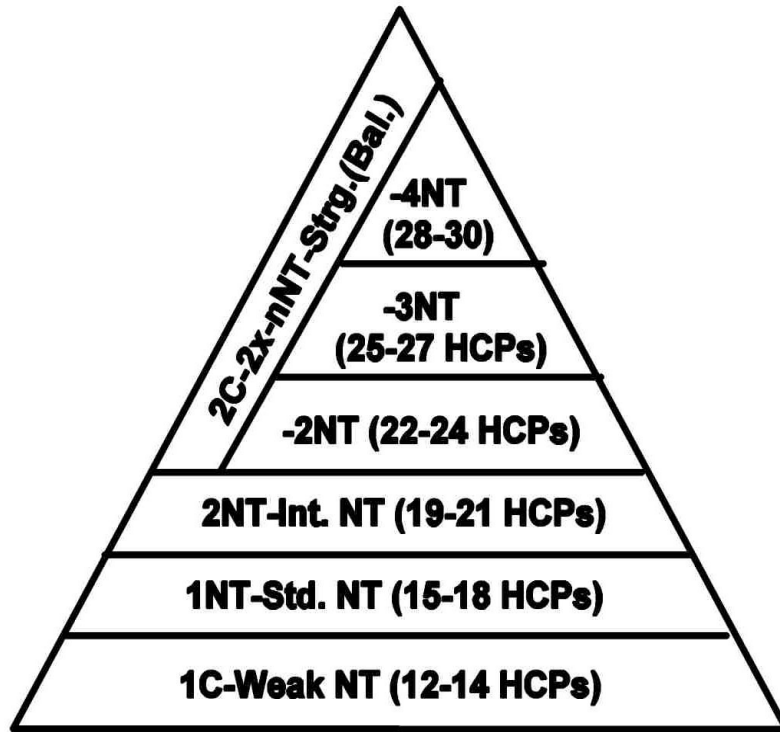 2C-2x-nNT-Strg.(Bal.)
-4NT
(28-30)
-3NT
(25-27 HCPs)
-2NT (22-24 HCPs)
2NT-Int. NT (19-21 HCPs)
1NT-Std. NT (15-18 HCPs)
1C-Weak NT (12-14 HCPs)